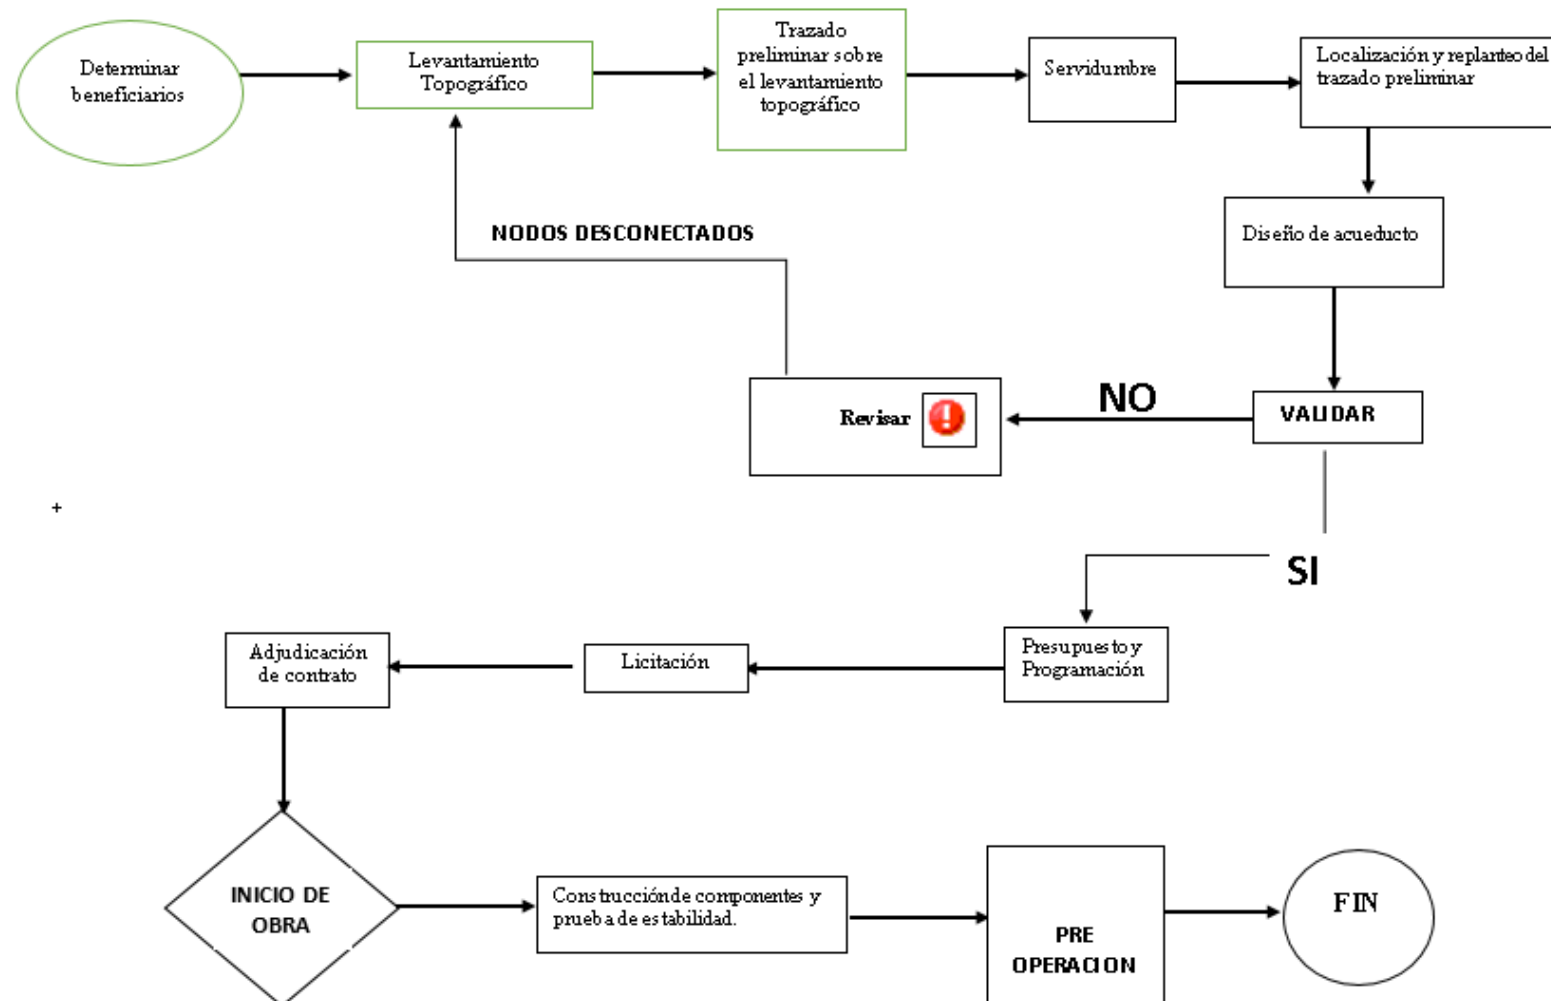 Determinar
beneficiarios
Levantamiento
Topográfico
Trazado
preliminar sobre
el levantamiento
topográfico
Servidumbre
Localización y replanteo del
trazado preliminar
Diseño de acueducto
NODOS DESCONECTADOS
Revisar
NO
VALIDAR
+
SI
Adjudicación
de contrato
Licitación
Presupuesto y
Programación
INICIO DE
OBRA
Construcción de componentes y
prueba de estabilidad.
PRE
OPERACION
FIN